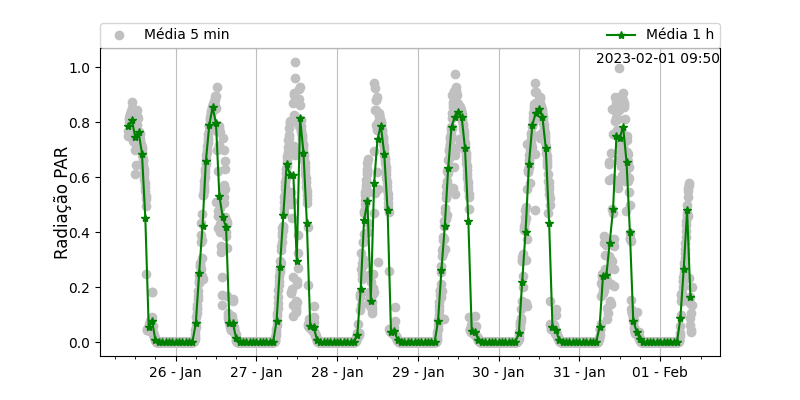 Média 5 min
Média 1 h
2023-02-01 09:50
Radiação PAR
1.0
0.8
0.6
0.4
0.2
0.0
26 - Jan
27 - Jan
28 - Jan
29 - Jan
30 - Jan
31 - Jan
01 - Feb